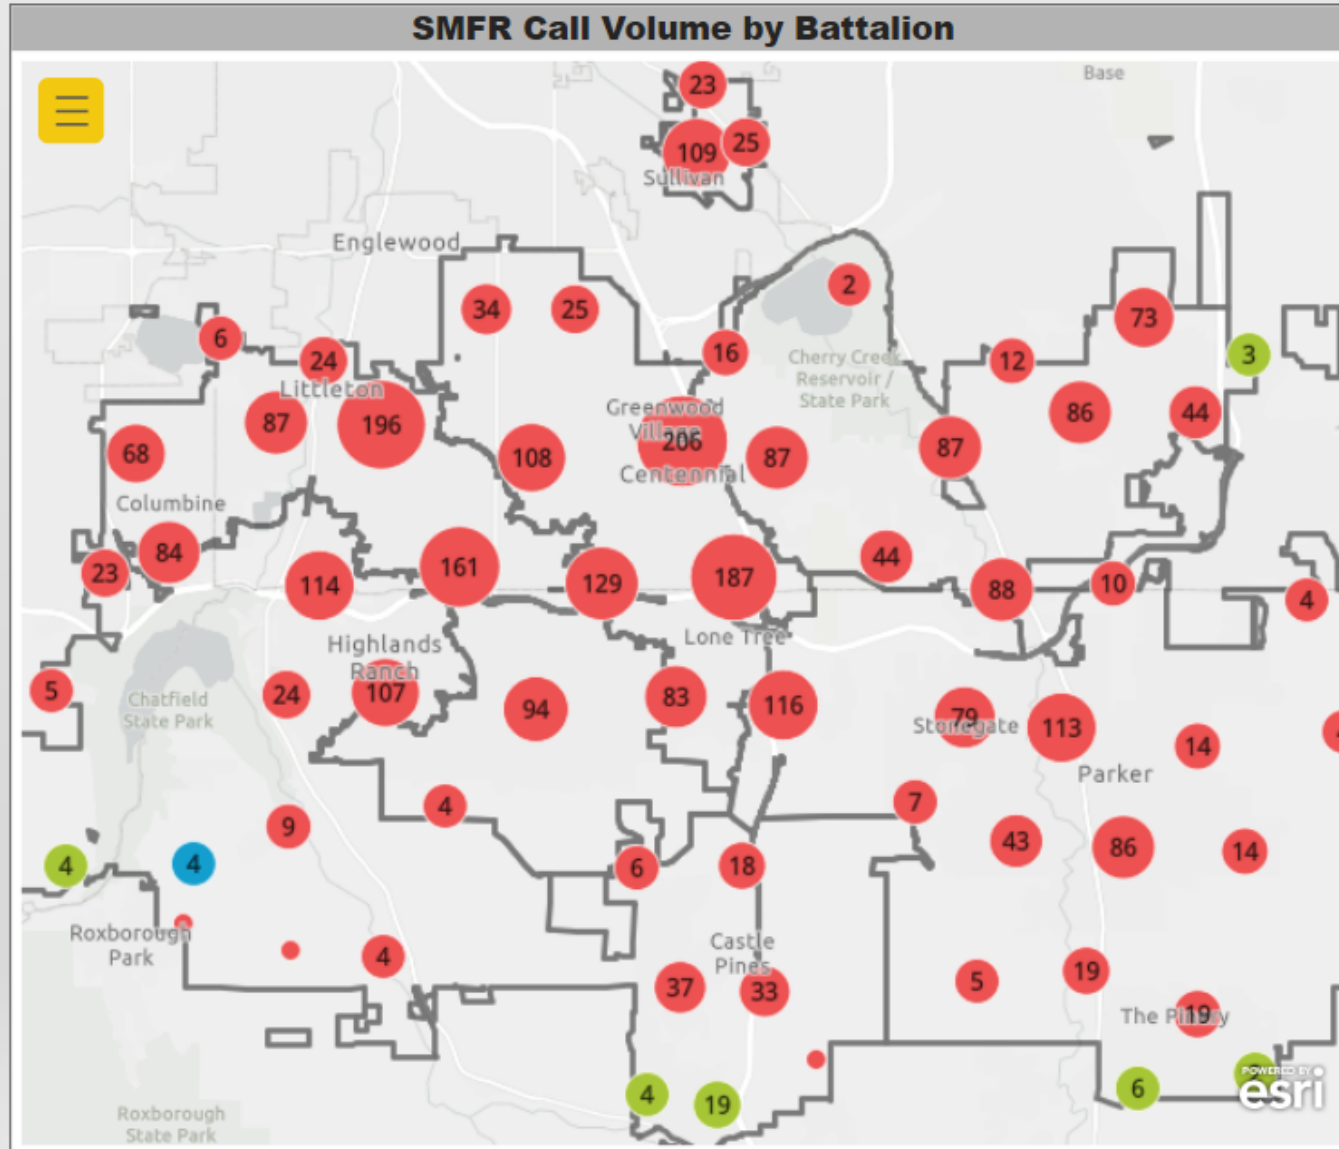 SMFR Call Volume by Battalion
Base
23
25
109
Sullivan
Englewood
2
34
25
73
6
16
3
24
12
Cherry Creek
Reservoir /
State Park
Littleton
Greenwood
Village
87
196
86
44
206
68
108
87
87
Centennial
Columbine
84
44
23
161
114
129
187
88
10
4
Highlands
Ranch
Lone Tree
5
24
107
94
83
116
Chatfield
State Park
79
Stonegate
113
14
Parker
4
7
9
43
86
14
4
4
6
18
Roxborough
Park
4
Castle
Pines
37
33
5
19
19
The Pinery
4
19
6
POWERED BY
esri
Roxborough
State Park